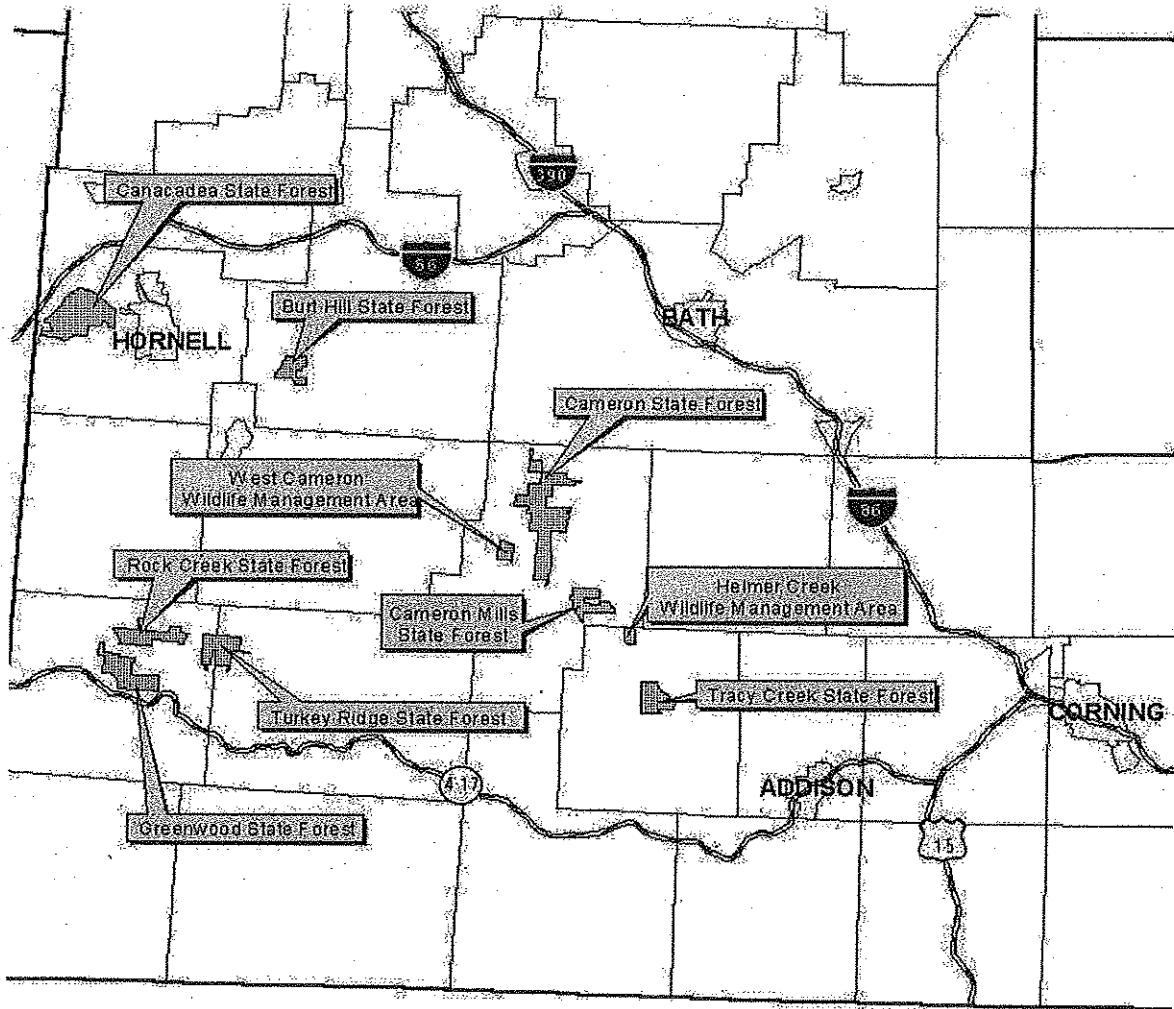 390
Canacadea State Forest
86
Burt Hill State Forest
BATH
HORNELL
Cameron State Forest
West Cameron
Wildlife Management Area
86
Rock Creek State Forest
Helmer Creek
Wildlife Management Area
Cameron Mills
State Forest
Tracy Creek State Forest
Turkey Ridge State Forest
CORNING
417
ADDISON
Greenwood State Forest
15